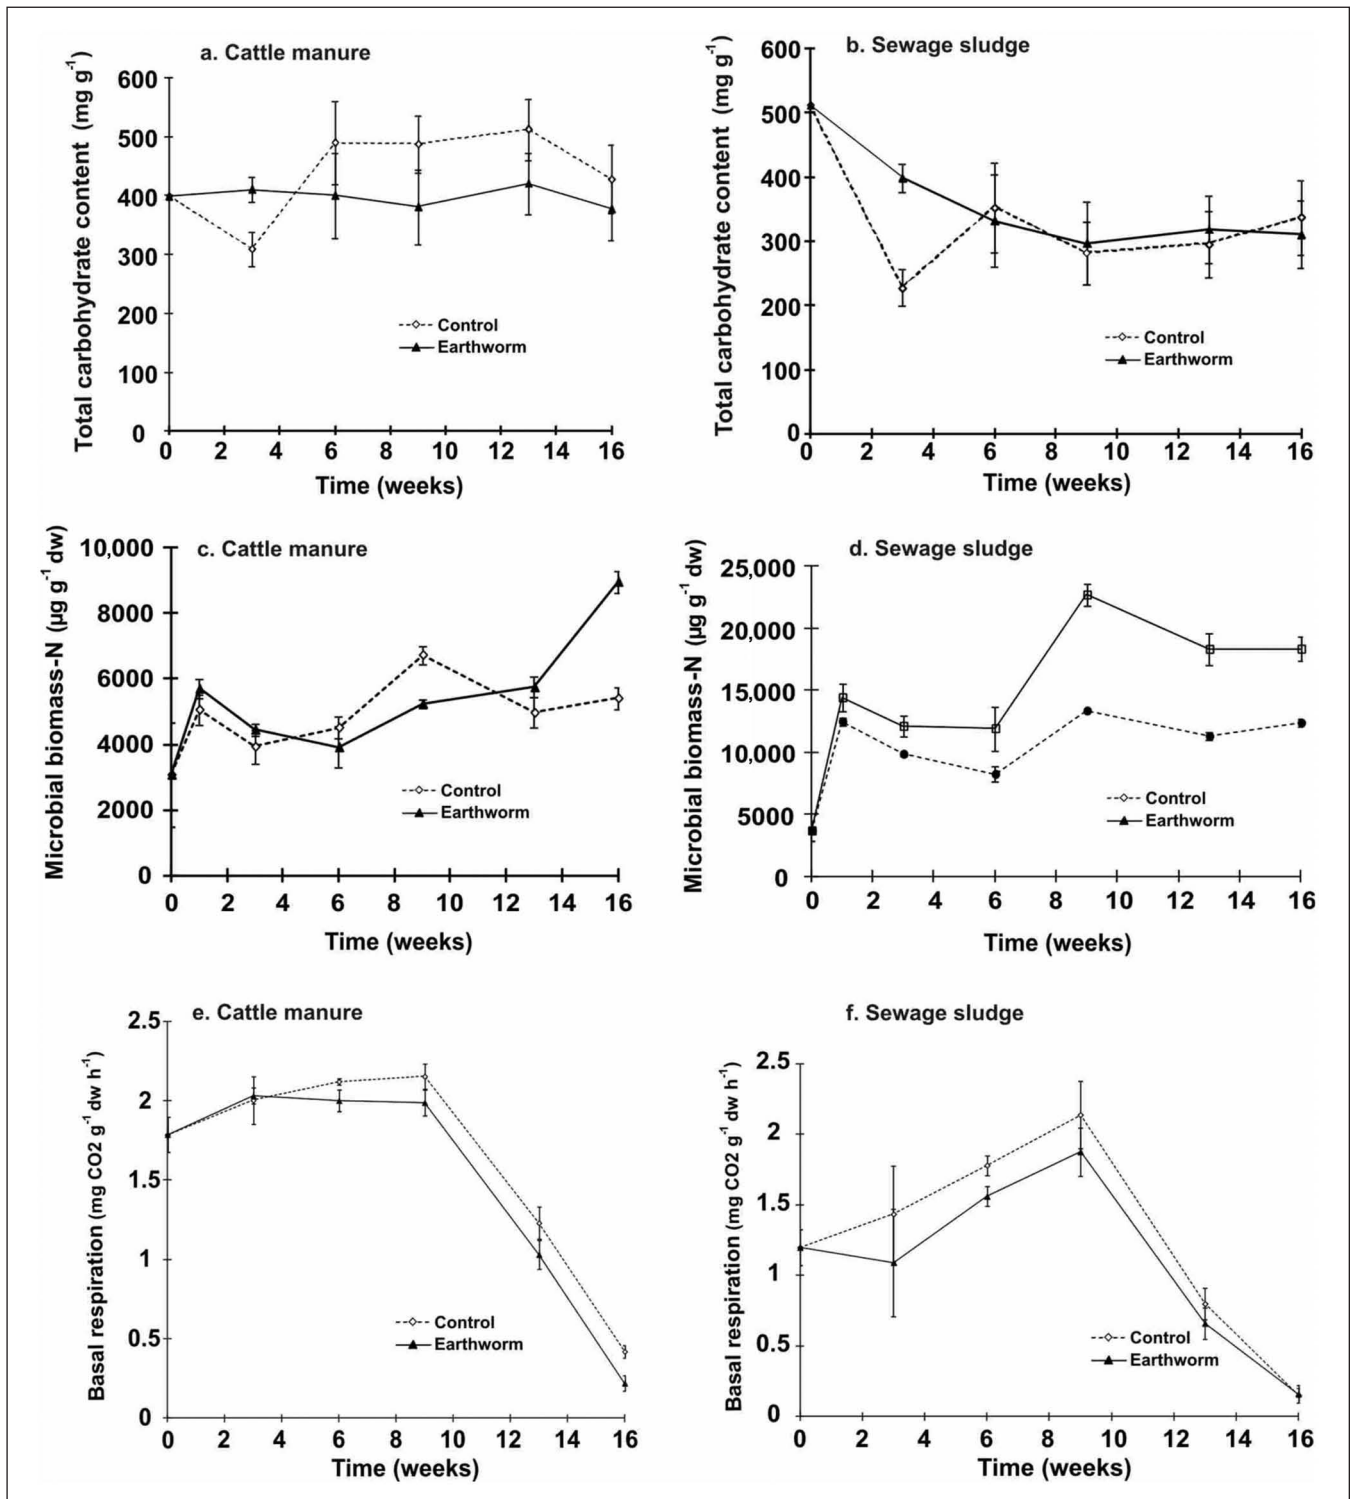 a. Cattle manure
Total carbohydrate content (mg g⁻¹)
600
500
400
300
200
100
0
0 2 4 6 8 10 12 14 16
Time (weeks)
Control
Earthworm
b. Sewage sludge
Total carbohydrate content (mg g⁻¹)
600
500
400
300
200
100
0
0 2 4 6 8 10 12 14 16
Time (weeks)
Control
Earthworm
c. Cattle manure
Microbial biomass-N (µg g⁻¹ dw)
10,000
8000
6000
4000
2000
0
0 2 4 6 8 10 12 14 16
Time (weeks)
Control
Earthworm
d. Sewage sludge
Microbial biomass-N (µg g⁻¹ dw)
25,000
20,000
15,000
10,000
5000
0
0 2 4 6 8 10 12 14 16
Time (weeks)
Control
Earthworm
e. Cattle manure
Basal respiration (mg CO2 g⁻¹ dw h⁻¹)
2.5
2
1.5
1
0.5
0
0 2 4 6 8 10 12 14 16
Time (weeks)
Control
Earthworm
f. Sewage sludge
Basal respiration (mg CO2 g⁻¹ dw h⁻¹)
2.5
2
1.5
1
0.5
0
0 2 4 6 8 10 12 14 16
Time (weeks)
Control
Earthworm